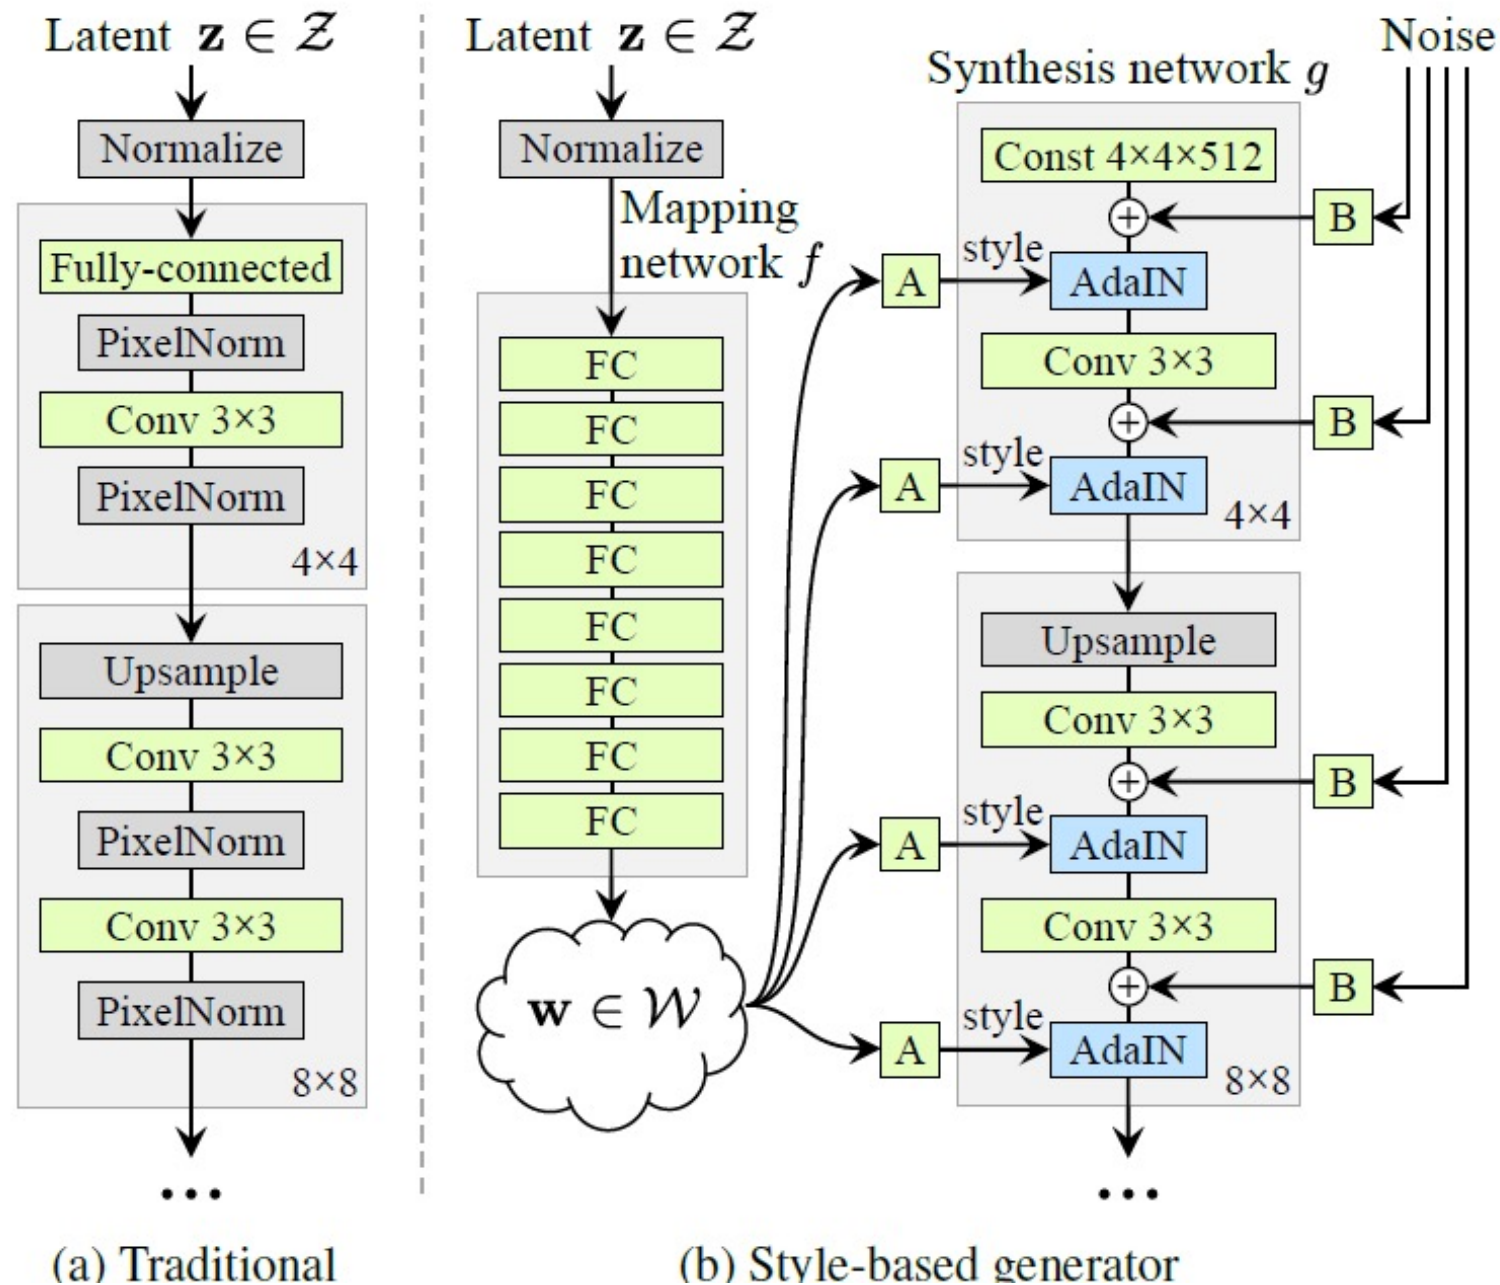 Latent z ∈ 𝒵
Normalize
Fully-connected
PixelNorm
Conv 3×3
PixelNorm
4×4
Upsample
Conv 3×3
PixelNorm
Conv 3×3
PixelNorm
8×8
...
(a) Traditional
Latent z ∈ 𝒵
Normalize
Mapping
network f
FC
FC
FC
FC
FC
FC
FC
FC
w ∈ 𝒲
A
A
A
A
Synthesis network g
Noise
Const 4×4×512
+
B
style
AdaIN
Conv 3×3
+
B
style
AdaIN
4×4
Upsample
Conv 3×3
+
B
style
AdaIN
Conv 3×3
+
B
style
AdaIN
8×8
...
(b) Style-based generator